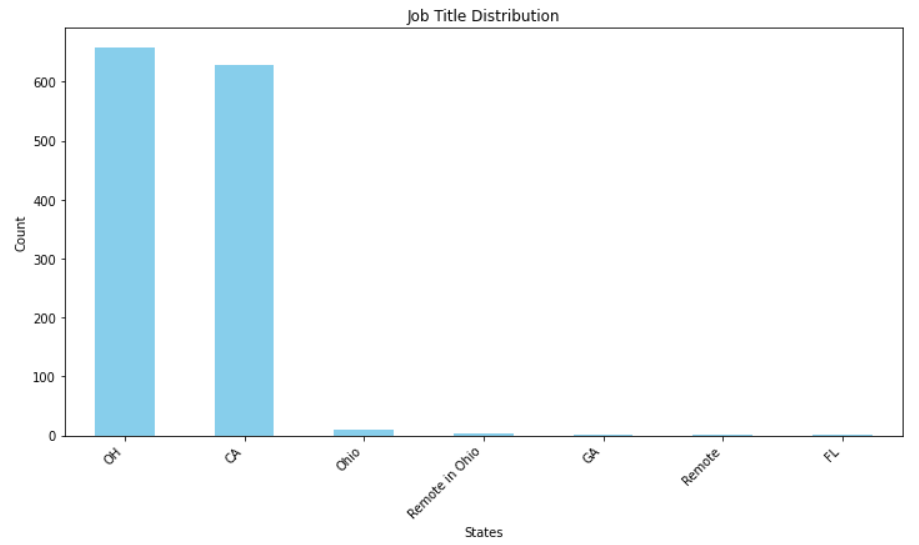 Job Title Distribution
Count
600
500
400
300
200
100
0
OH
CA
Ohio
Remote in Ohio
GA
Remote
FL
States